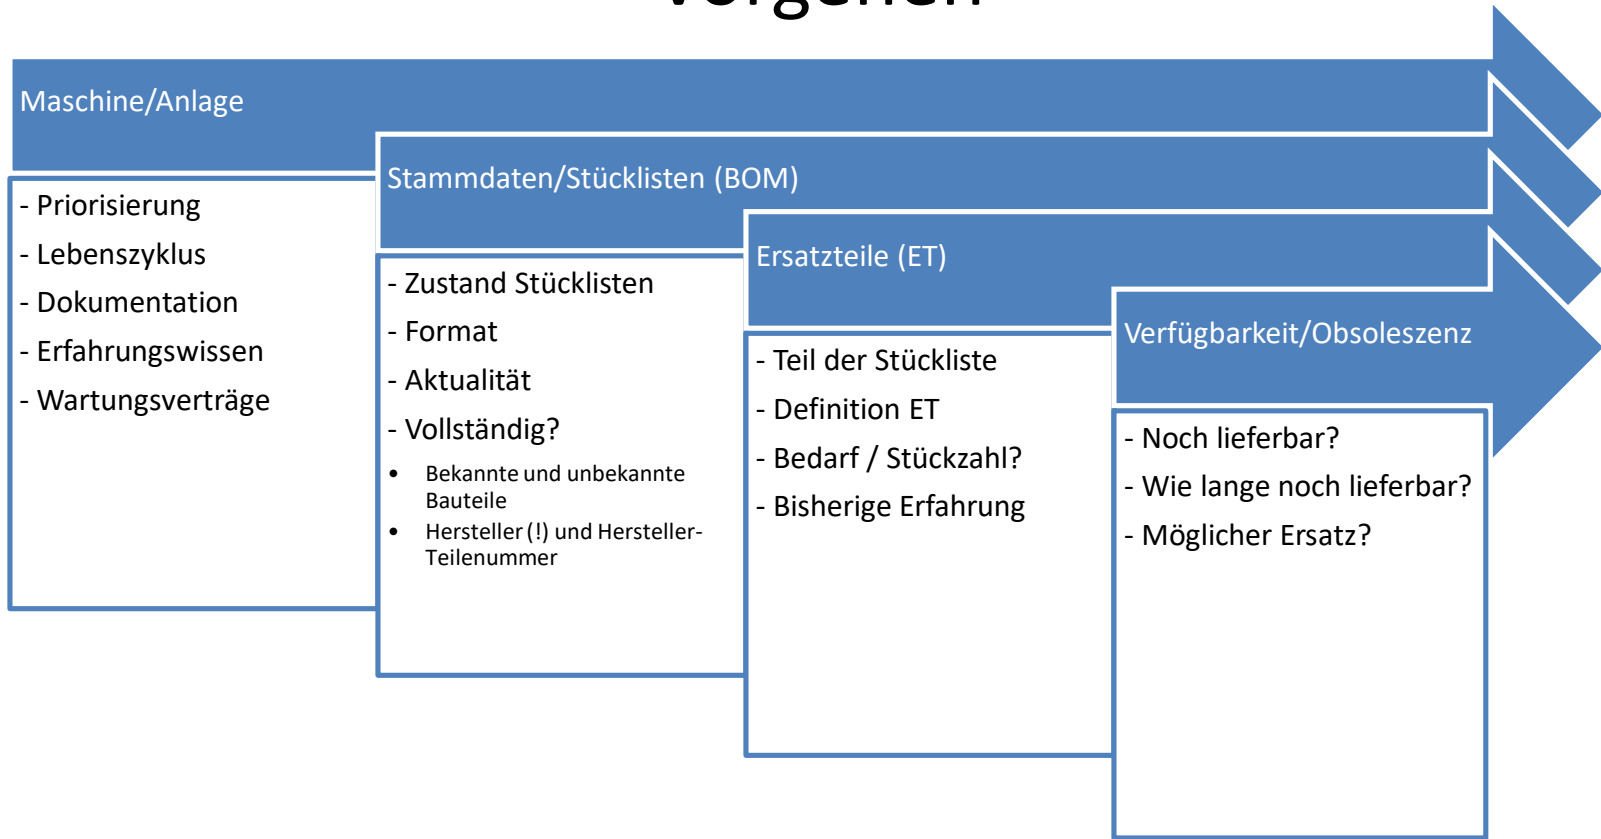 Vorgehen
Maschine/Anlage
- Priorisierung
- Lebenszyklus
- Dokumentation
- Erfahrungswissen
- Wartungsverträge
Stammdaten/Stücklisten (BOM)
- Zustand Stücklisten
- Format
- Aktualität
- Vollständig?
• Bekannte und unbekannte
Bauteile
• Hersteller (!) und Hersteller-
Teilenummer
Ersatzteile (ET)
- Teil der Stückliste
- Definition ET
- Bedarf / Stückzahl?
- Bisherige Erfahrung
Verfügbarkeit/Obsoleszenz
- Noch lieferbar?
- Wie lange noch lieferbar?
- Möglicher Ersatz?